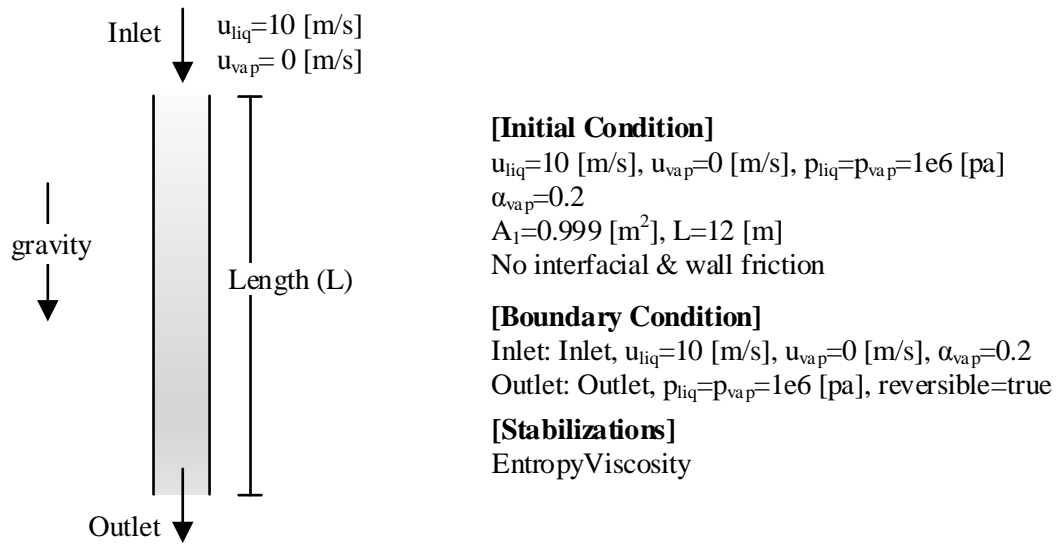 Inlet
u_liq=10 [m/s]
u_vap= 0 [m/s]
gravity
Length (L)
Outlet
[Initial Condition]
u_liq=10 [m/s], u_vap=0 [m/s], p_liq=p_vap=1e6 [pa]
α_vap=0.2
A₁=0.999 [m²], L=12 [m]
No interfacial & wall friction
[Boundary Condition]
Inlet: Inlet, u_liq=10 [m/s], u_vap=0 [m/s], α_vap=0.2
Outlet: Outlet, p_liq=p_vap=1e6 [pa], reversible=true
[Stabilizations]
EntropyViscosity